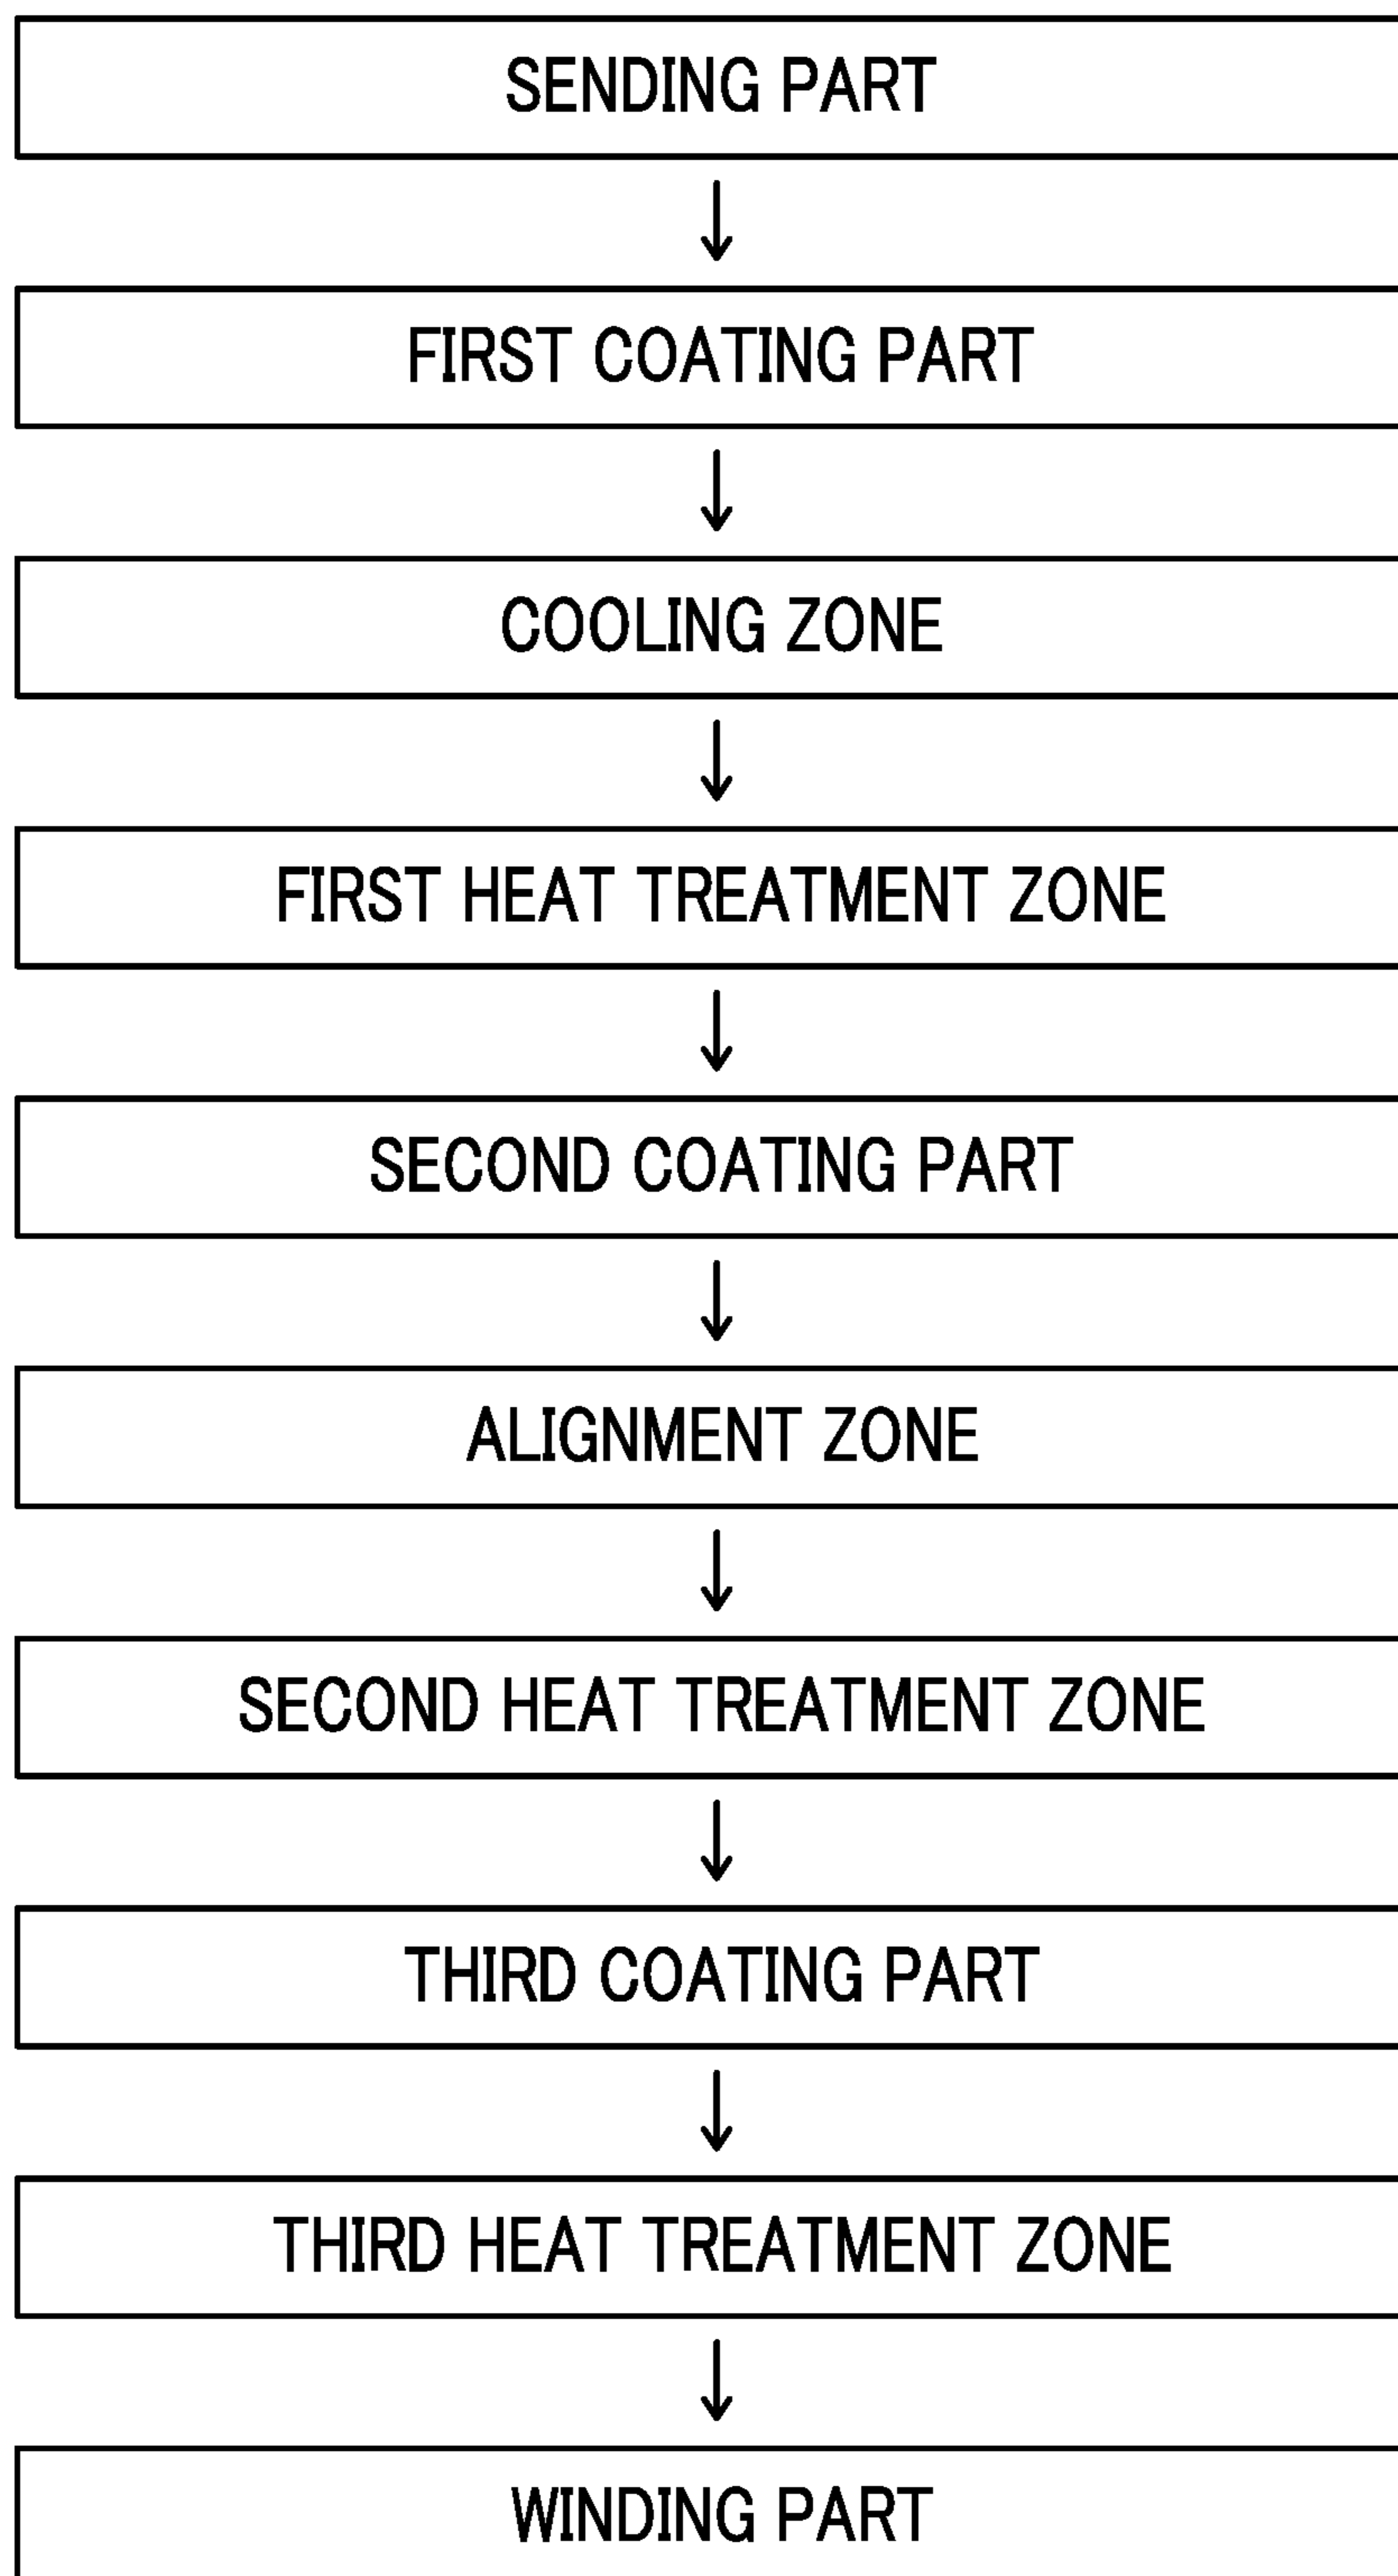 SENDING PART
FIRST COATING PART
COOLING ZONE
FIRST HEAT TREATMENT ZONE
SECOND COATING PART
ALIGNMENT ZONE
SECOND HEAT TREATMENT ZONE
THIRD COATING PART
THIRD HEAT TREATMENT ZONE
WINDING PART